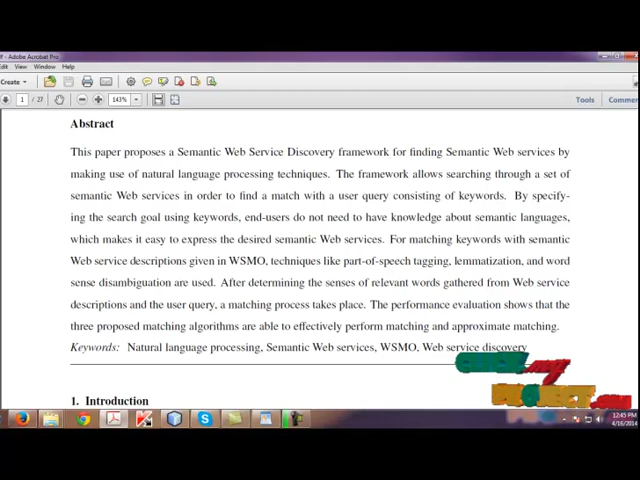 - Adobe Acrobat Pro
Edit View Window Help
Create
1 / 27 143% Tools Comment
Abstract
This paper proposes a Semantic Web Service Discovery framework for finding Semantic Web services by
making use of natural language processing techniques. The framework allows searching through a set of
semantic Web services in order to find a match with a user query consisting of keywords. By specify-
ing the search goal using keywords, end-users do not need to have knowledge about semantic languages,
which makes it easy to express the desired semantic Web services. For matching keywords with semantic
Web service descriptions given in WSMO, techniques like part-of-speech tagging, lemmatization, and word
sense disambiguation are used. After determining the senses of relevant words gathered from Web service
descriptions and the user query, a matching process takes place. The performance evaluation shows that the
three proposed matching algorithms are able to effectively perform matching and approximate matching.
Keywords: Natural language processing, Semantic Web services, WSMO, Web service discovery
CLICK.my
PROJECT.com
1. Introduction
12:45 PM
4/16/2014